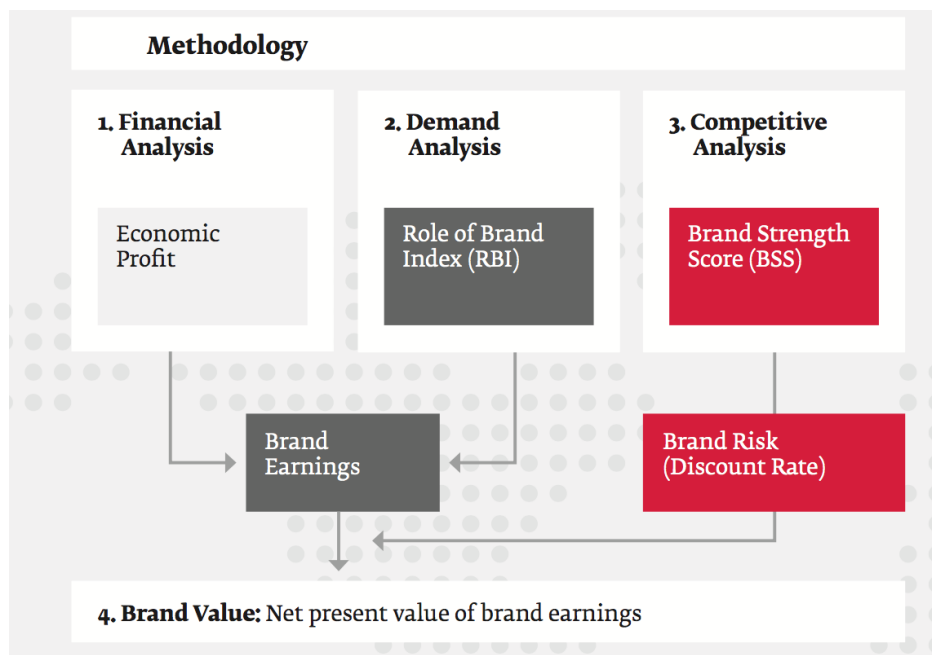 Methodology
1. Financial
Analysis
Economic
Profit
2. Demand
Analysis
Role of Brand
Index (RBI)
3. Competitive
Analysis
Brand Strength
Score (BSS)
Brand
Earnings
Brand Risk
(Discount Rate)
4. Brand Value: Net present value of brand earnings